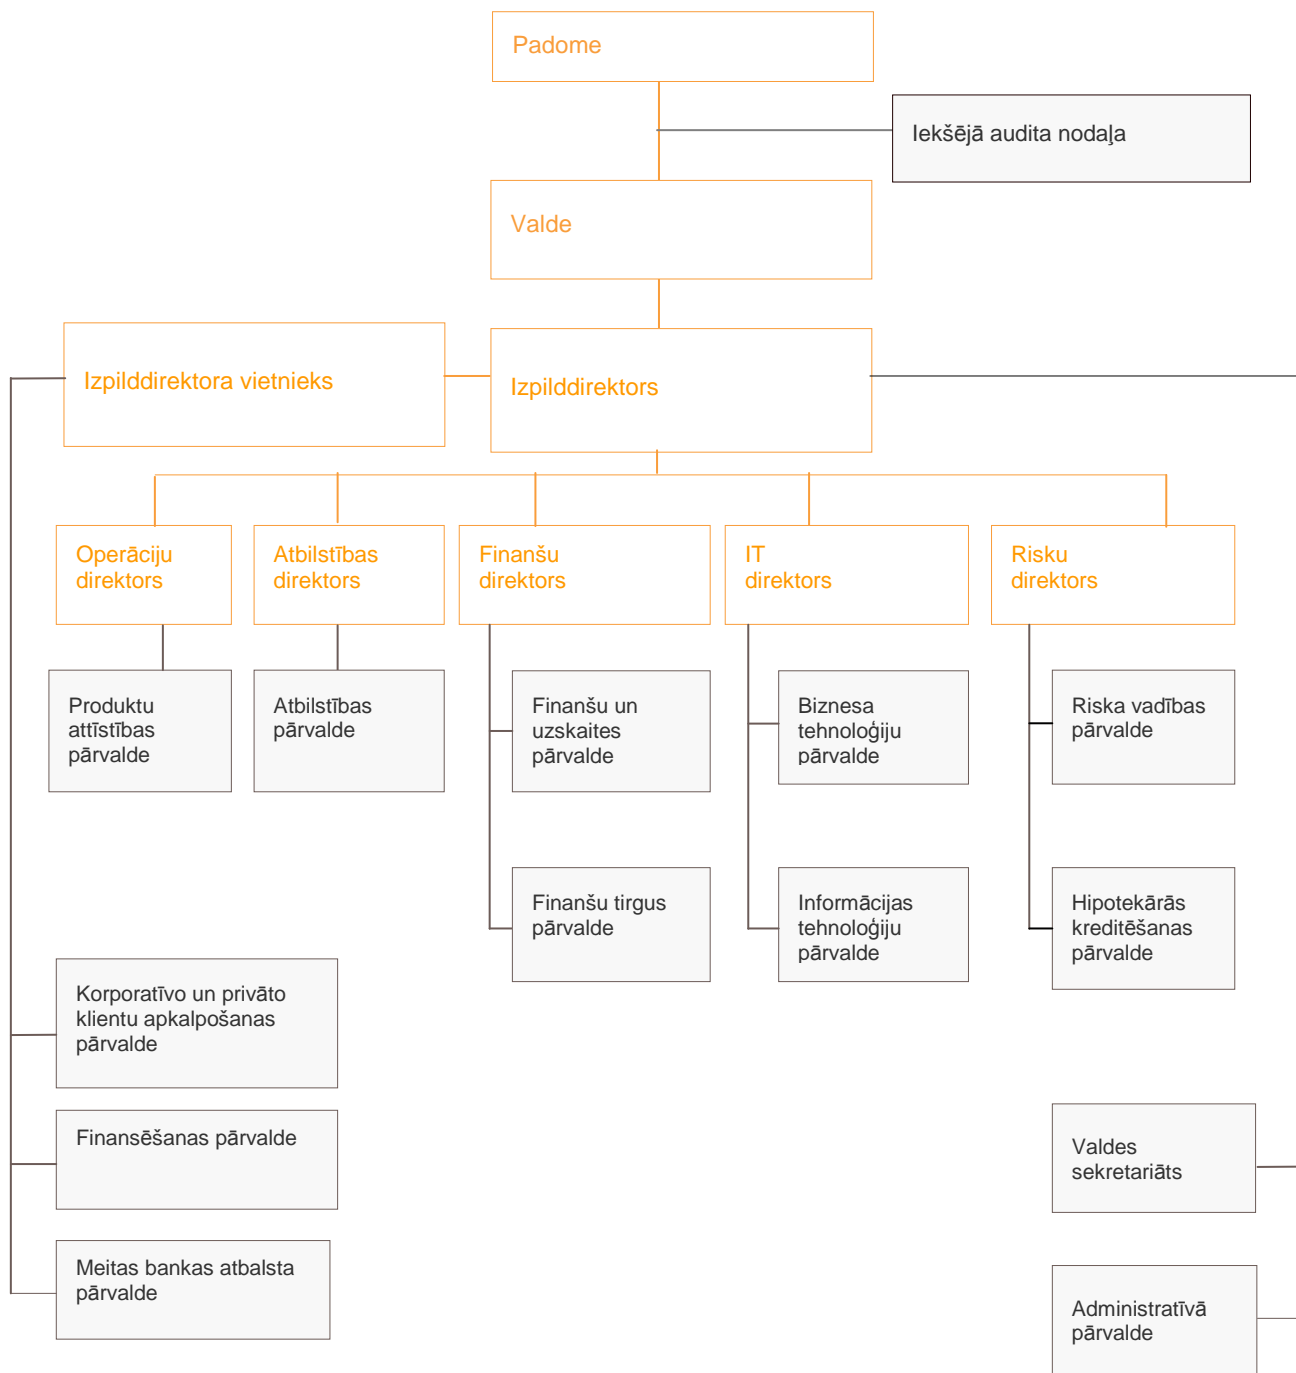 Padome
Iekšējā audita nodaļa
Valde
Izpilddirektora vietnieks
Izpilddirektors
Operāciju
direktors
Atbilstības
direktors
Finanšu
direktors
IT
direktors
Risku
direktors
Produktu
attīstības
pārvalde
Atbilstības
pārvalde
Finanšu un
uzskaites
pārvalde
Biznesa
tehnoloģiju
pārvalde
Riska vadības
pārvalde
Finanšu tirgus
pārvalde
Informācijas
tehnoloģiju
pārvalde
Hipotekārās
kreditēšanas
pārvalde
Korporatīvo un privāto
klientu apkalpošanas
pārvalde
Finansēšanas pārvalde
Valdes
sekretariāts
Meitas bankas atbalsta
pārvalde
Administratīvā
pārvalde